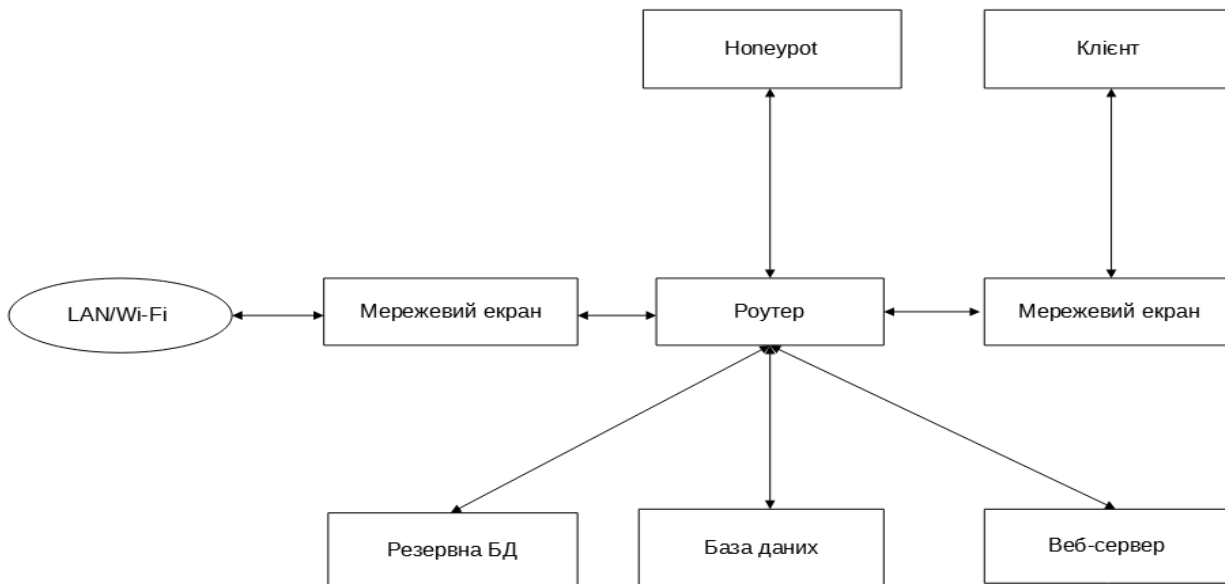 Honeypot
Клієнт
LAN/Wi-Fi
Мережевий екран
Роутер
Мережевий екран
Резервна БД
База даних
Веб-сервер